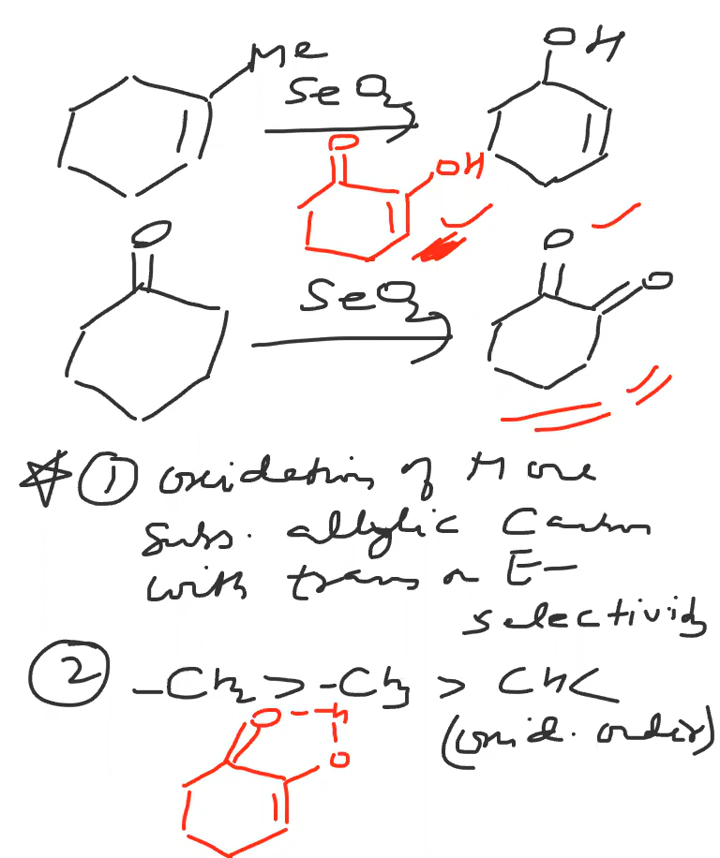 Me
OH
SeO2
O
OH
O
O
O
SeO2
① oxidation of More
Subs. allylic Carbon
with trans or E-
selectivity
② -CH2 > -CH3 > CH<
(oxid. order)
O--H
O